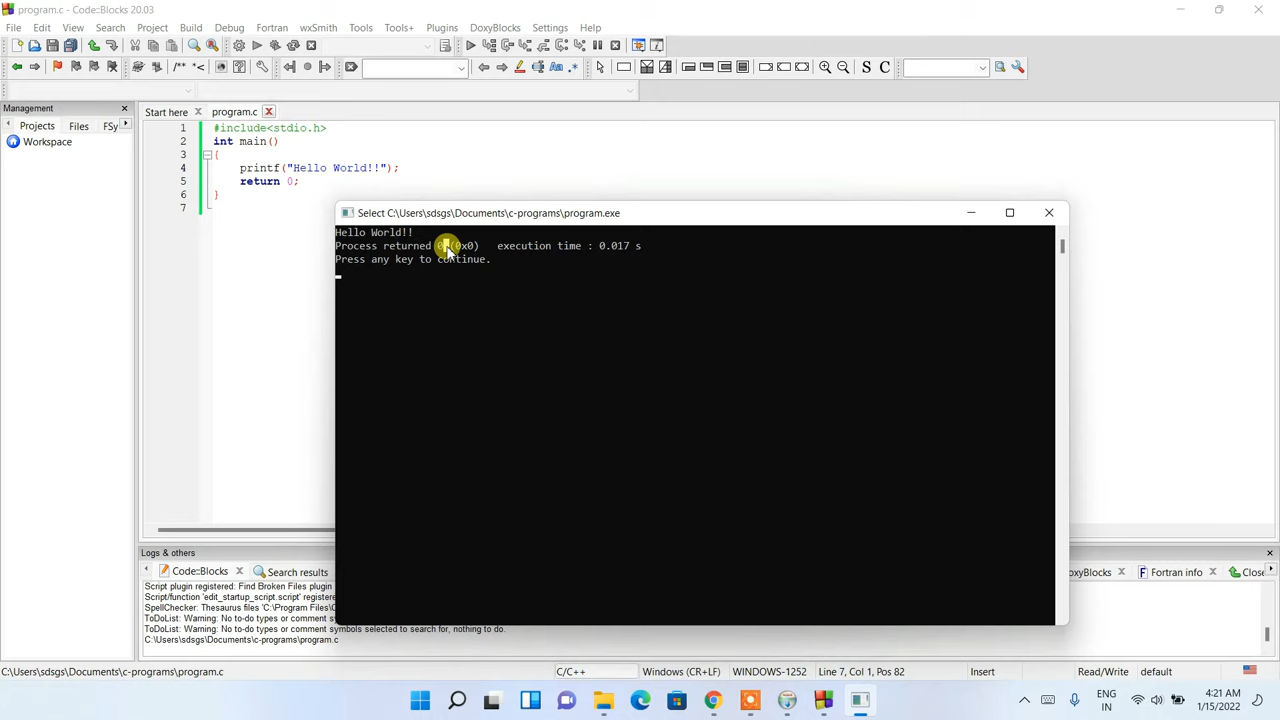 program.c - Code::Blocks 20.03
File Edit View Search Project Build Debug Fortran wxSmith Tools Tools+ Plugins DoxyBlocks Settings Help
/** *<
Aa .*
S C
Management
Projects Files FSy
Workspace
Start here program.c
1 #include<stdio.h>
2 int main()
3 {
4 printf("Hello World!!");
5 return 0;
6 }
7
Select C:\Users\sdsgs\Documents\c-programs\program.exe
Hello World!!
Process returned 0 (0x0) execution time : 0.017 s
Press any key to continue.
Logs & others
Code::Blocks Search results oxyBlocks Fortran info Close
Script plugin registered: Find Broken Files plugin
Script/function 'edit_startup_script.script' registere
SpellChecker: Thesaurus files 'C:\Program Files\C
ToDoList: Warning: No to-do types or comment s
ToDoList: Warning: No to-do types or comment symbols selected to search for, nothing to do.
C:\Users\sdsgs\Documents\c-programs\program.c
C:\Users\sdsgs\Documents\c-programs\program.c C/C++ Windows (CR+LF) WINDOWS-1252 Line 7, Col 1, Pos 82 Insert Read/Write default
ENG
IN
4:21 AM
1/15/2022